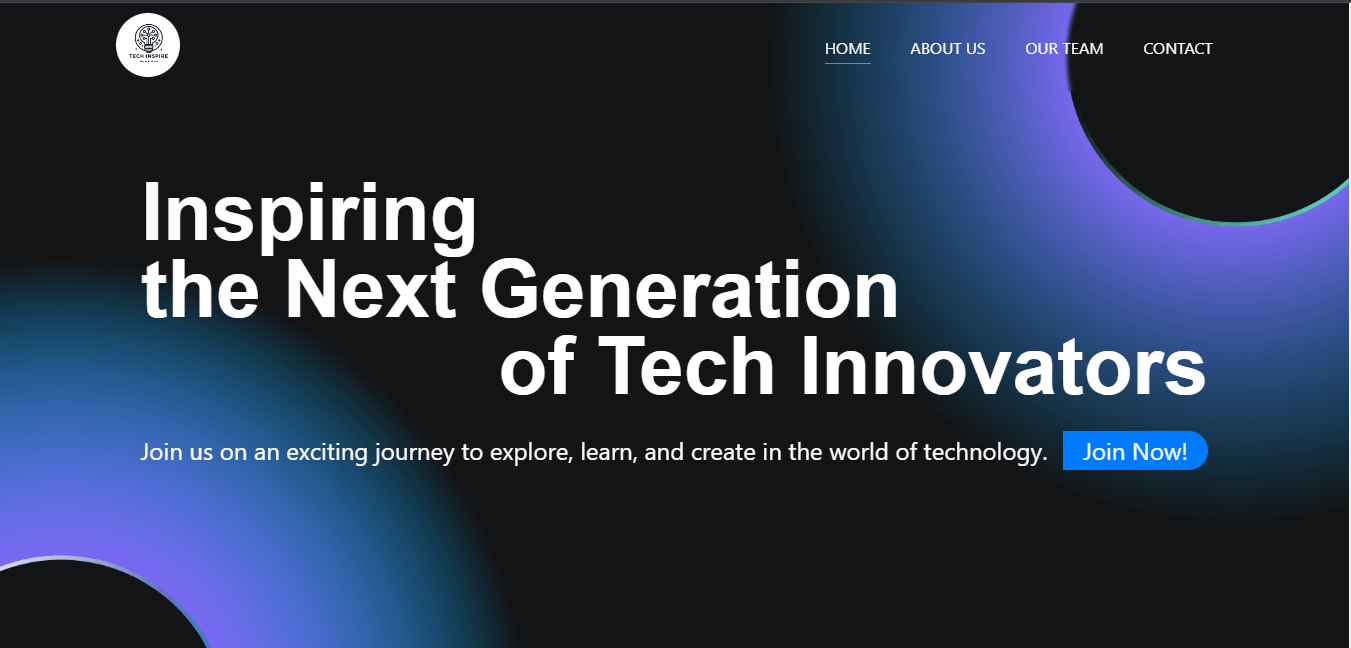 TECH INSPIRE
HOME ABOUT US OUR TEAM CONTACT
Inspiring
the Next Generation
of Tech Innovators
Join us on an exciting journey to explore, learn, and create in the world of technology. Join Now!